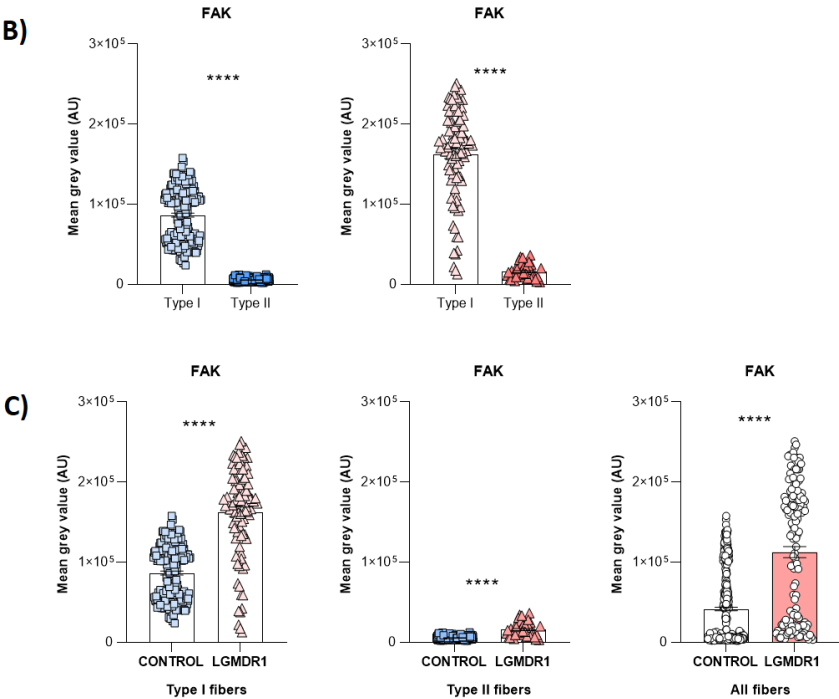 B)
FAK
Mean grey value (AU)
3×10⁵
2×10⁵
1×10⁵
0
****
Type I Type II
FAK
Mean grey value (AU)
3×10⁵
2×10⁵
1×10⁵
0
****
Type I Type II
C)
FAK
Mean grey value (AU)
3×10⁵
2×10⁵
1×10⁵
0
****
CONTROL LGMDR1
Type I fibers
FAK
Mean grey value (AU)
3×10⁵
2×10⁵
1×10⁵
0
****
CONTROL LGMDR1
Type II fibers
FAK
Mean grey value (AU)
3×10⁵
2×10⁵
1×10⁵
0
****
CONTROL LGMDR1
All fibers